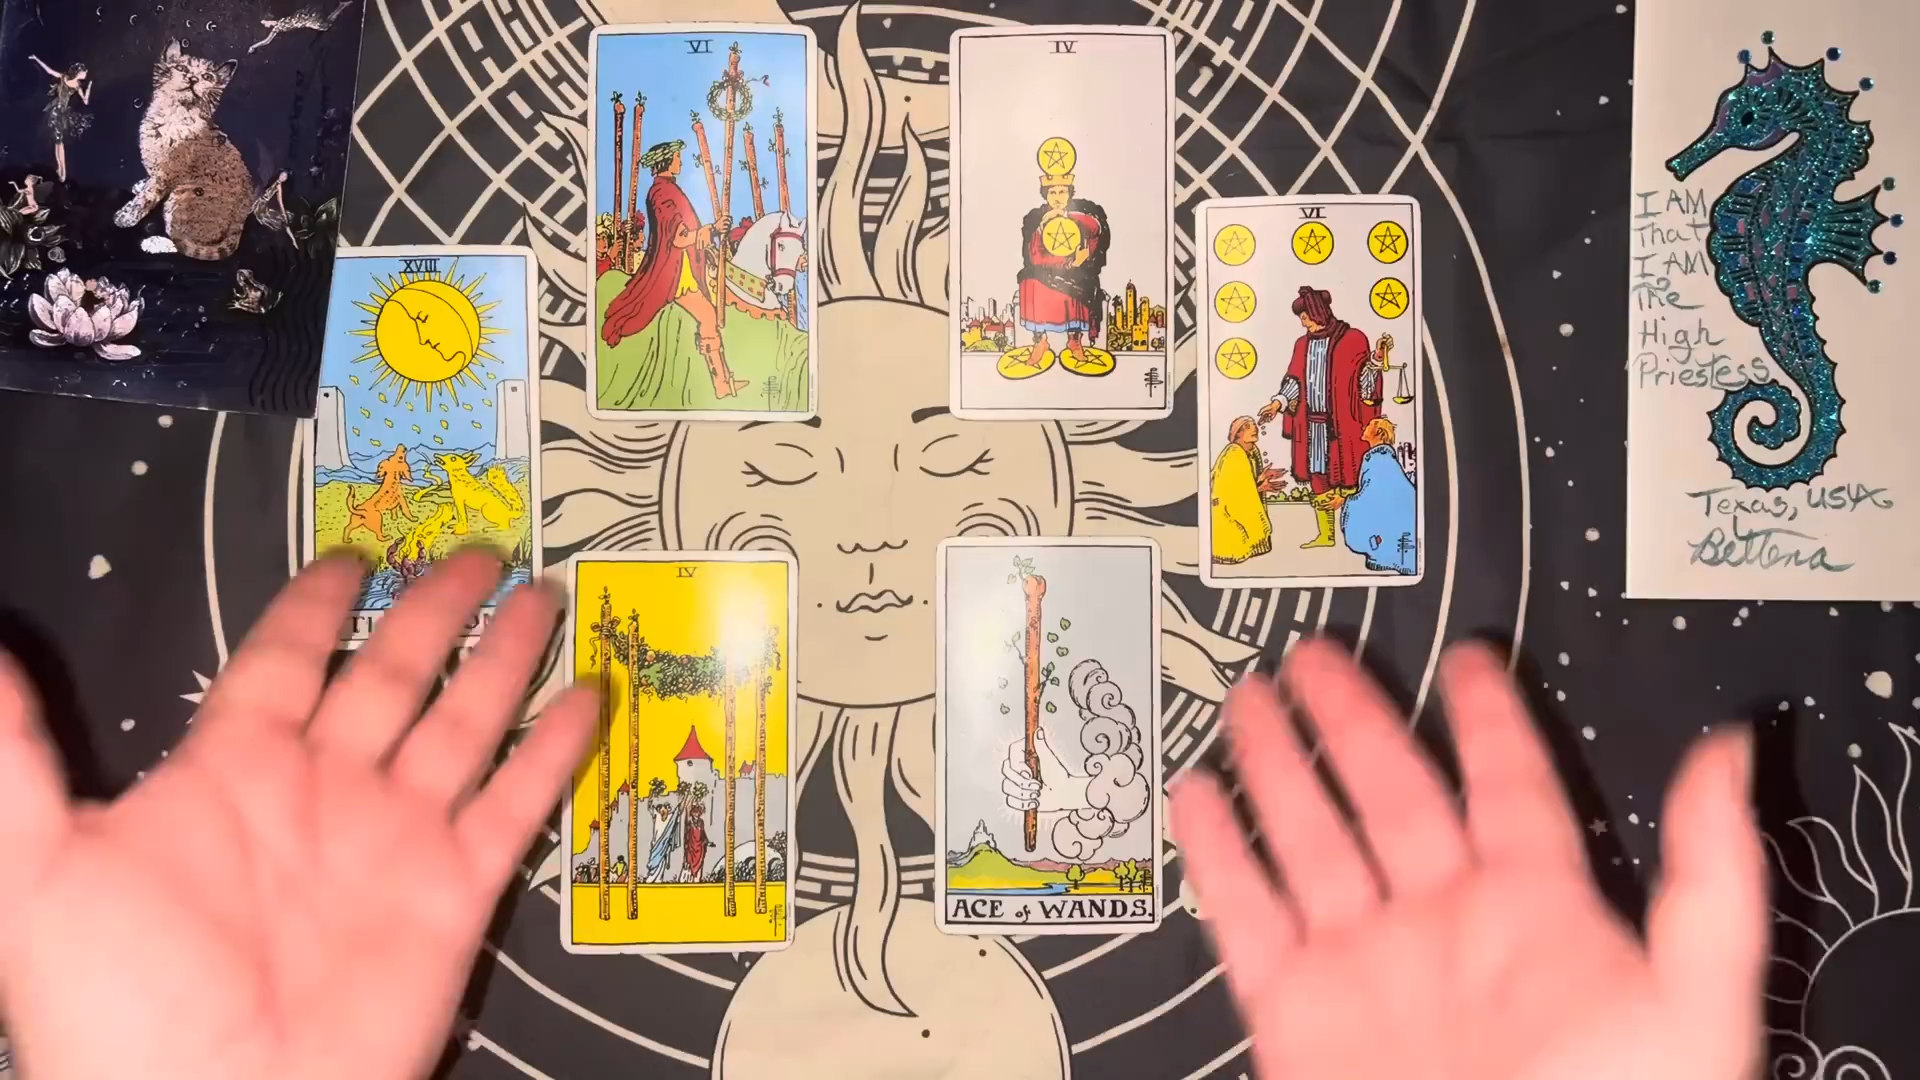 VI
IV
VI
XVIII
I AM
That
I AM
The
High
Priestess
Texas, USA
Bettena
IV
ACE of WANDS.